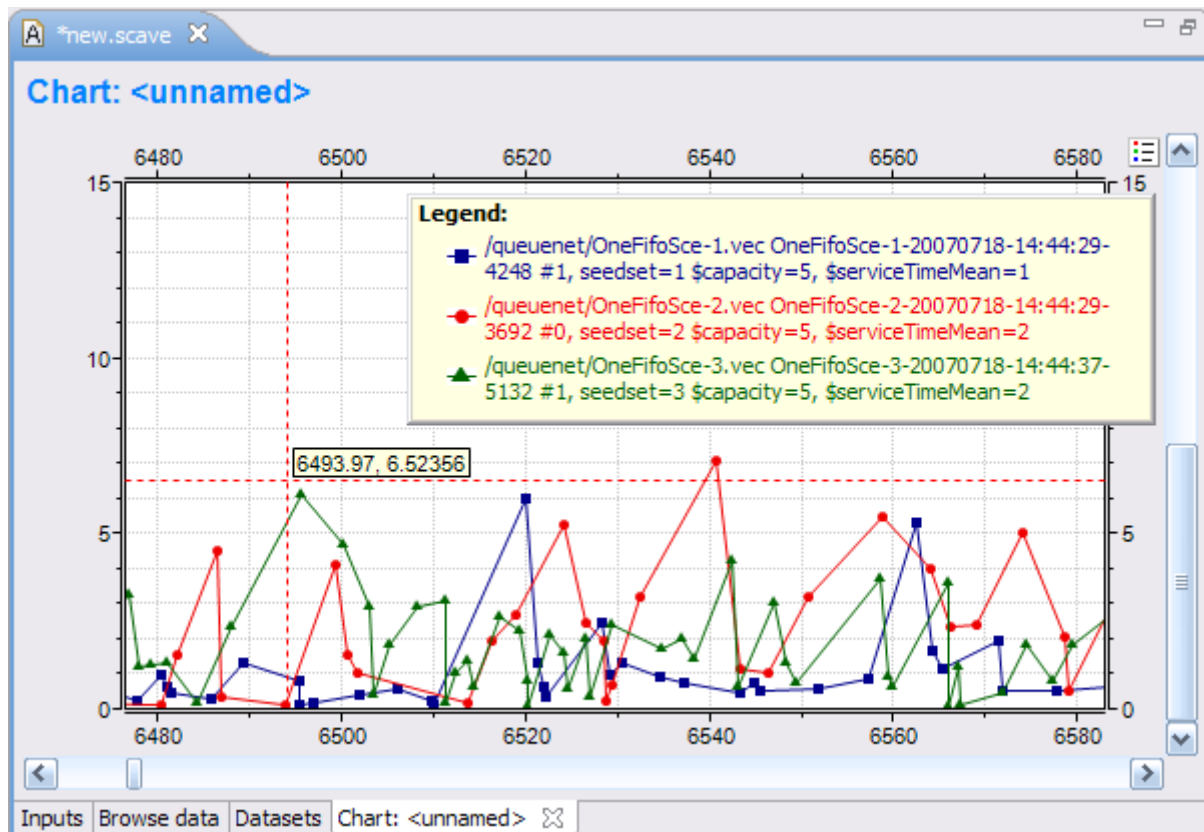 *new.scave
Chart: <unnamed>
6480 6500 6520 6540 6560 6580
15 15
Legend:
/queuenet/OneFifoSce-1.vec OneFifoSce-1-20070718-14:44:29-
4248 #1, seedset=1 $capacity=5, $serviceTimeMean=1
/queuenet/OneFifoSce-2.vec OneFifoSce-2-20070718-14:44:29-
3692 #0, seedset=2 $capacity=5, $serviceTimeMean=2
10
/queuenet/OneFifoSce-3.vec OneFifoSce-3-20070718-14:44:37-
5132 #1, seedset=3 $capacity=5, $serviceTimeMean=2
6493.97, 6.52356
5 5
0 0
6480 6500 6520 6540 6560 6580
Inputs Browse data Datasets Chart: <unnamed>